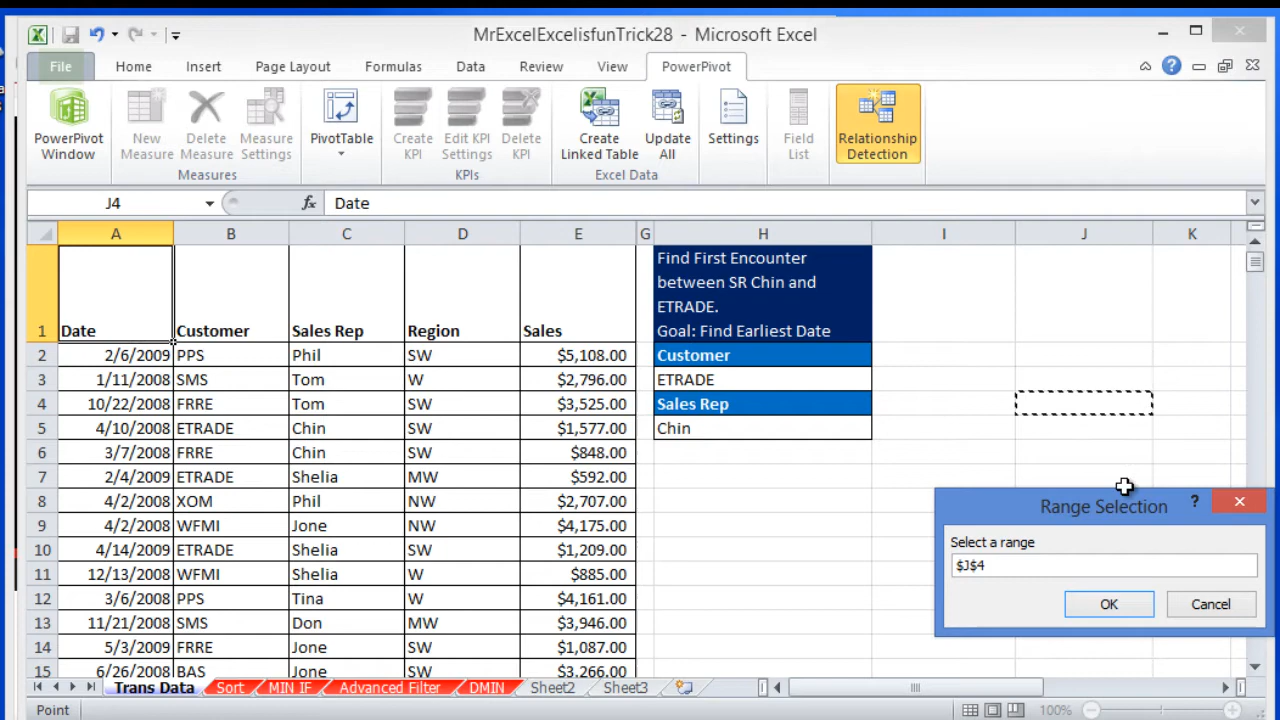 MrExcelExcelisfunTrick28 - Microsoft Excel
File Home Insert Page Layout Formulas Data Review View PowerPivot
PowerPivot Window
New Measure
Delete Measure
Measure Settings
PivotTable
Create KPI
Edit KPI Settings
Delete KPI
Create Linked Table
Update All
Settings
Field List
Relationship Detection
Measures KPIs Excel Data
J4 fx Date
A B C D E G H I J K
Find First Encounter
between SR Chin and
ETRADE.
Goal: Find Earliest Date
1 Date Customer Sales Rep Region Sales
2 2/6/2009 PPS Phil SW $5,108.00 Customer
3 1/11/2008 SMS Tom W $2,796.00 ETRADE
4 10/22/2008 FRRE Tom SW $3,525.00 Sales Rep
5 4/10/2008 ETRADE Chin SW $1,577.00 Chin
6 3/7/2008 FRRE Chin SW $848.00
7 2/4/2009 ETRADE Shelia MW $592.00
8 4/2/2008 XOM Phil NW $2,707.00
9 4/2/2008 WFMI Jone NW $4,175.00
10 4/14/2009 ETRADE Shelia SW $1,209.00
11 12/13/2008 WFMI Shelia W $885.00
12 3/6/2008 PPS Tina W $4,161.00
13 11/21/2008 SMS Don MW $3,946.00
14 5/3/2009 FRRE Jone SW $1,087.00
15 6/26/2008 BAS Jone SW $3,266.00
Range Selection ?
Select a range
$J$4
OK Cancel
Trans Data Sort MIN IF Advanced Filter DMIN Sheet2 Sheet3
Point 100%